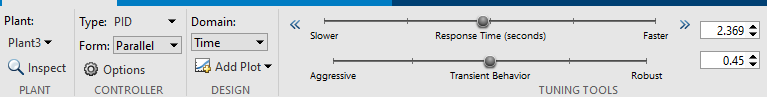 Plant:
Plant3
Inspect
PLANT
Type: PID
Form: Parallel
Options
CONTROLLER
Domain:
Time
Add Plot
DESIGN
Slower Response Time (seconds) Faster
2.369
Aggressive Transient Behavior Robust
0.45
TUNING TOOLS